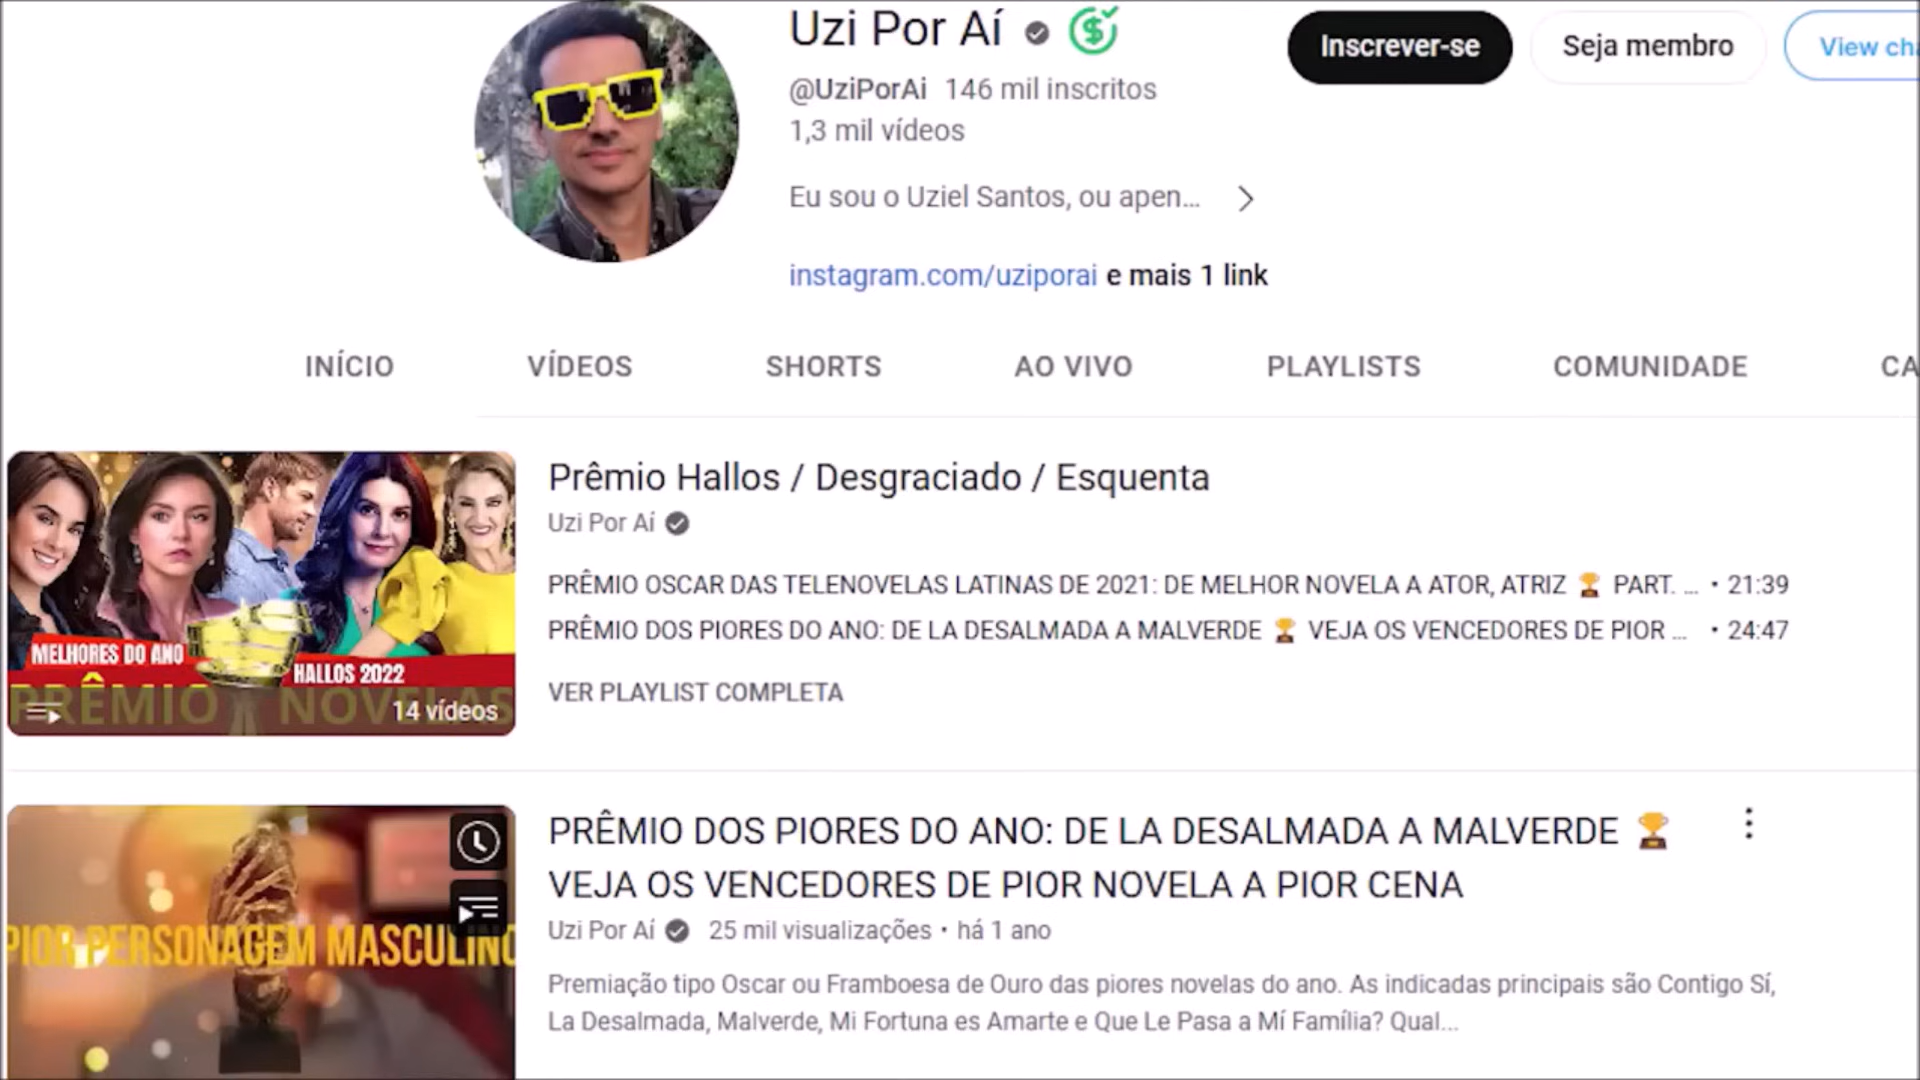 Uzi Por Aí
Inscrever-se
Seja membro
View cha
@UziPorAi 146 mil inscritos
1,3 mil vídeos
Eu sou o Uziel Santos, ou apen...
instagram.com/uziporai e mais 1 link
INÍCIO VÍDEOS SHORTS AO VIVO PLAYLISTS COMUNIDADE CA
MELHORES DO ANO
HALLOS 2022
PRÊMIO NOVELAS
14 vídeos
Prêmio Hallos / Desgraciado / Esquenta
Uzi Por Aí
PRÊMIO OSCAR DAS TELENOVELAS LATINAS DE 2021: DE MELHOR NOVELA A ATOR, ATRIZ 🏆 PART. ... • 21:39
PRÊMIO DOS PIORES DO ANO: DE LA DESALMADA A MALVERDE 🏆 VEJA OS VENCEDORES DE PIOR ... • 24:47
VER PLAYLIST COMPLETA
PIOR PERSONAGEM MASCULINO
PRÊMIO DOS PIORES DO ANO: DE LA DESALMADA A MALVERDE 🏆
VEJA OS VENCEDORES DE PIOR NOVELA A PIOR CENA
Uzi Por Aí 25 mil visualizações • há 1 ano
Premiação tipo Oscar ou Framboesa de Ouro das piores novelas do ano. As indicadas principais são Contigo Sí,
La Desalmada, Malverde, Mi Fortuna es Amarte e Que Le Pasa a Mí Família? Qual...